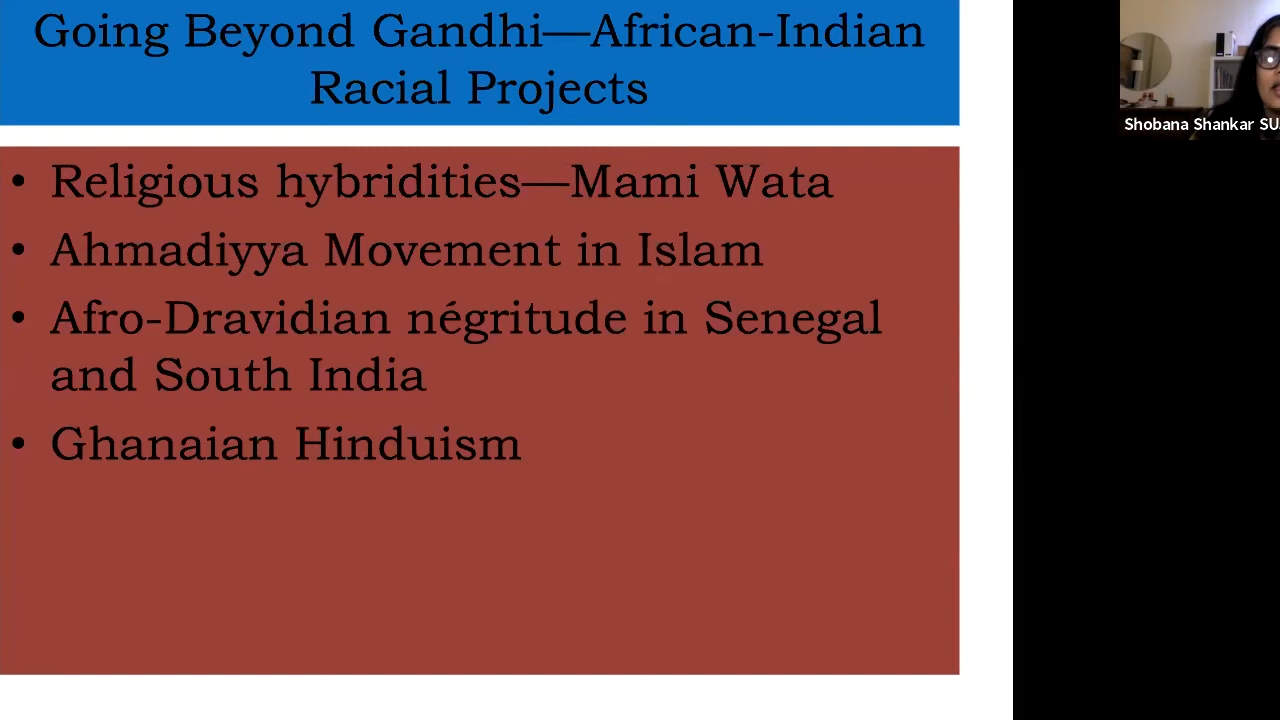 Going Beyond Gandhi—African-Indian
Racial Projects
• Religious hybridities—Mami Wata
• Ahmadiyya Movement in Islam
• Afro-Dravidian négritude in Senegal
and South India
• Ghanaian Hinduism
Shobana Shankar SU